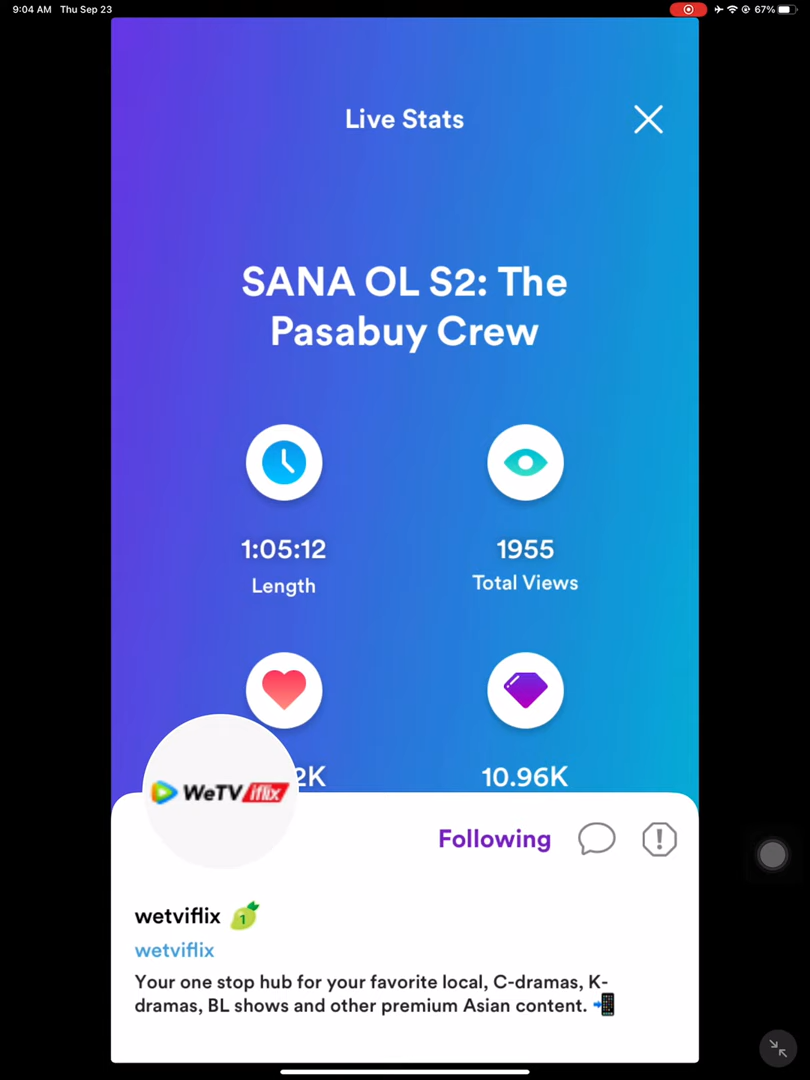 9:04 AM Thu Sep 23
67%
Live Stats
SANA OL S2: The
Pasabuy Crew
1:05:12
Length
1955
Total Views
2K
10.96K
WeTV iflix
Following
wetviflix
1
wetviflix
Your one stop hub for your favorite local, C-dramas, K-
dramas, BL shows and other premium Asian content.